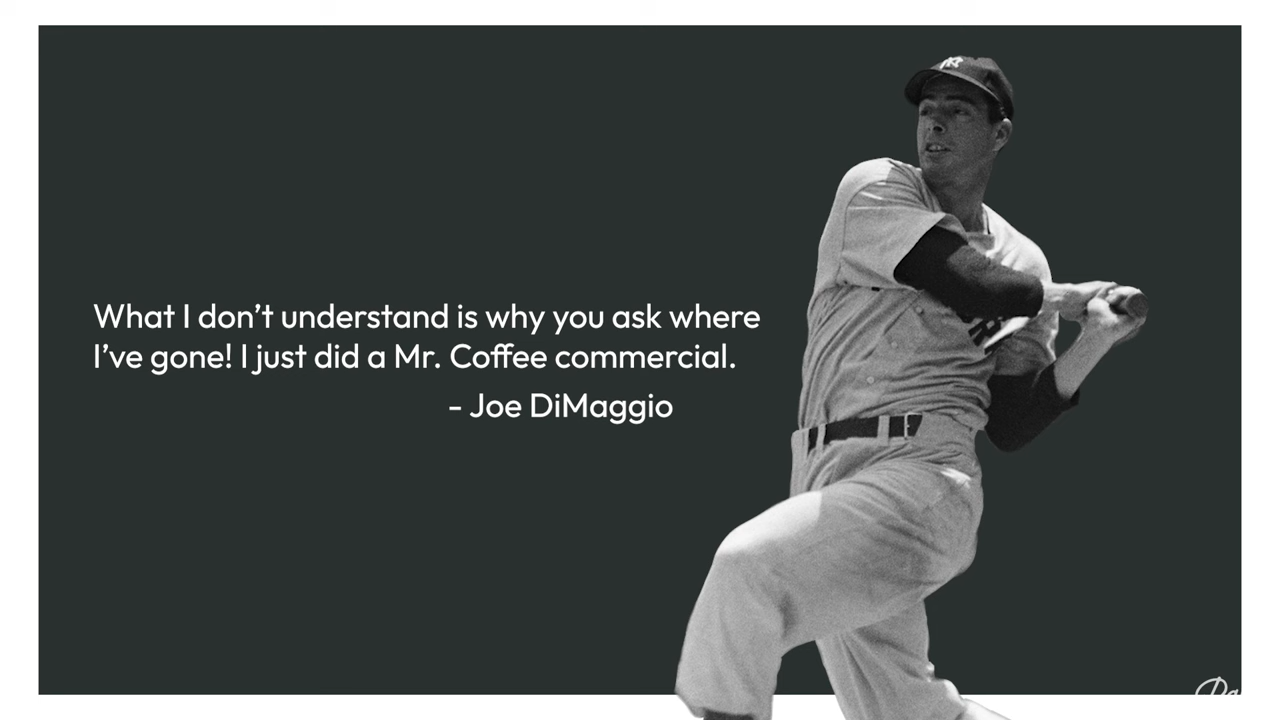 What I don’t understand is why you ask where
I’ve gone! I just did a Mr. Coffee commercial.
- Joe DiMaggio